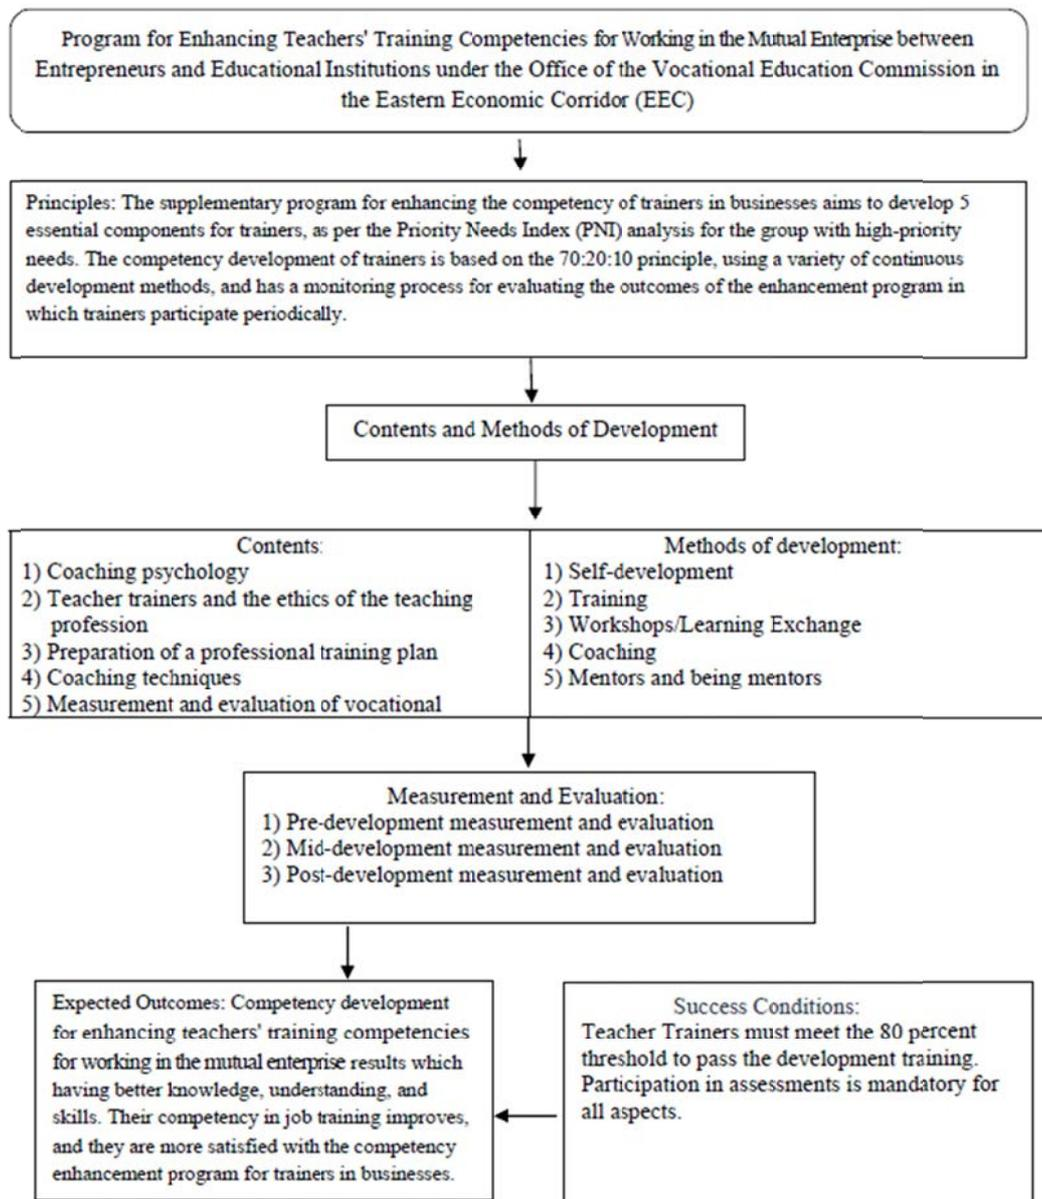 Program for Enhancing Teachers' Training Competencies for Working in the Mutual Enterprise between
Entrepreneurs and Educational Institutions under the Office of the Vocational Education Commission in
the Eastern Economic Corridor (EEC)
Principles: The supplementary program for enhancing the competency of trainers in businesses aims to develop 5
essential components for trainers, as per the Priority Needs Index (PNI) analysis for the group with high-priority
needs. The competency development of trainers is based on the 70:20:10 principle, using a variety of continuous
development methods, and has a monitoring process for evaluating the outcomes of the enhancement program in
which trainers participate periodically.
Contents and Methods of Development
Contents:
1) Coaching psychology
2) Teacher trainers and the ethics of the teaching
profession
3) Preparation of a professional training plan
4) Coaching techniques
5) Measurement and evaluation of vocational
Methods of development:
1) Self-development
2) Training
3) Workshops/Learning Exchange
4) Coaching
5) Mentors and being mentors
Measurement and Evaluation:
1) Pre-development measurement and evaluation
2) Mid-development measurement and evaluation
3) Post-development measurement and evaluation
Expected Outcomes: Competency development
for enhancing teachers' training competencies
for working in the mutual enterprise results which
having better knowledge, understanding, and
skills. Their competency in job training improves,
and they are more satisfied with the competency
enhancement program for trainers in businesses.
Success Conditions:
Teacher Trainers must meet the 80 percent
threshold to pass the development training.
Participation in assessments is mandatory for
all aspects.